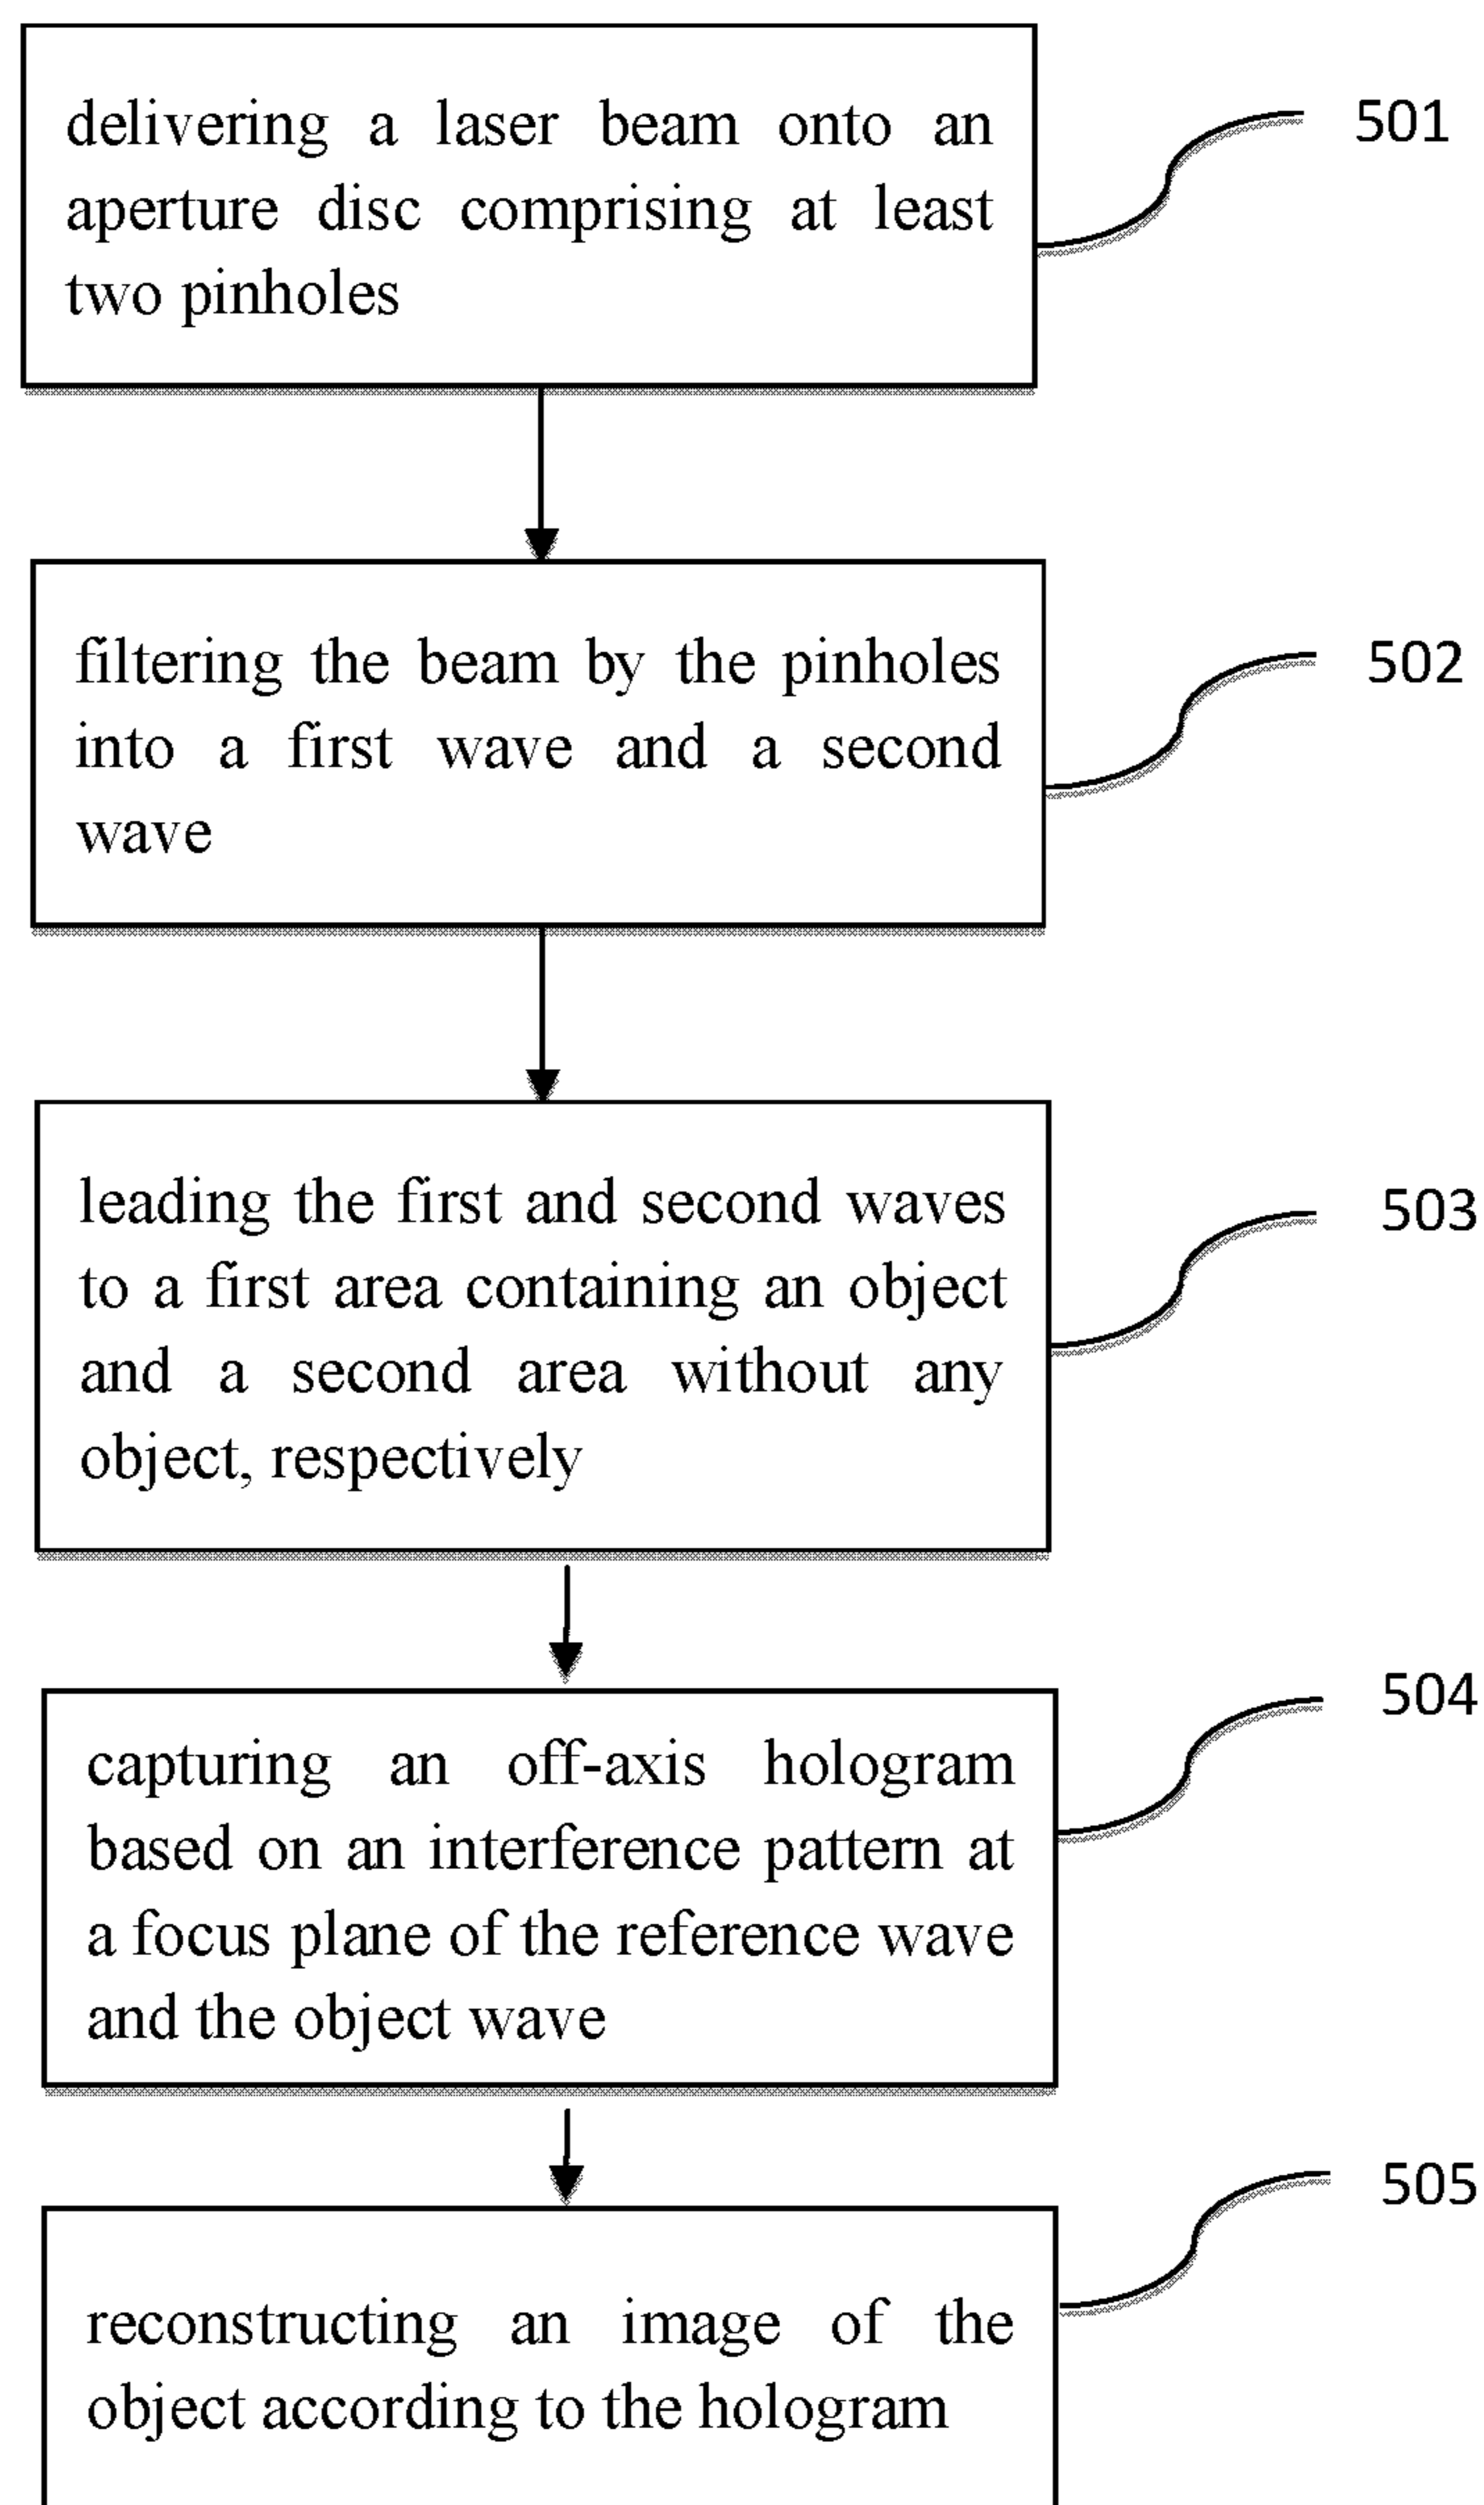 delivering a laser beam onto an
aperture disc comprising at least
two pinholes
501
filtering the beam by the pinholes
into a first wave and a second
wave
502
leading the first and second waves
to a first area containing an object
and a second area without any
object, respectively
503
capturing an off-axis hologram
based on an interference pattern at
a focus plane of the reference wave
and the object wave
504
reconstructing an image of the
object according to the hologram
505